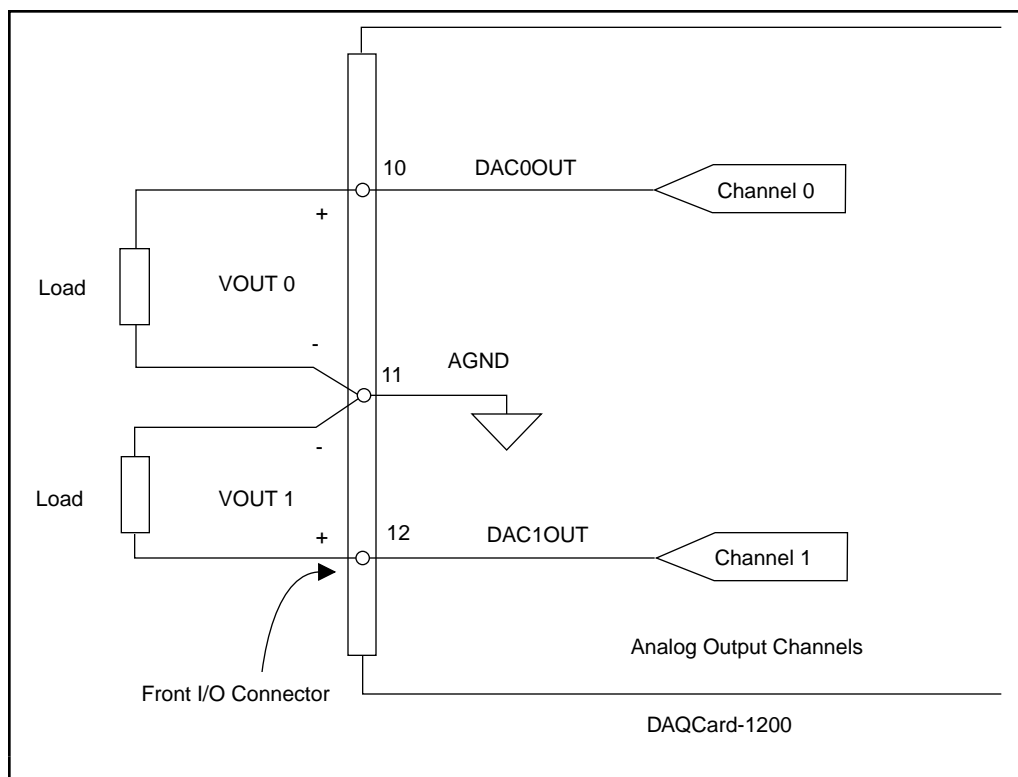 10
DAC0OUT
Channel 0
+
Load
VOUT 0
-
11
AGND
-
Load
VOUT 1
+
12
DAC1OUT
Channel 1
Analog Output Channels
Front I/O Connector
DAQCard-1200